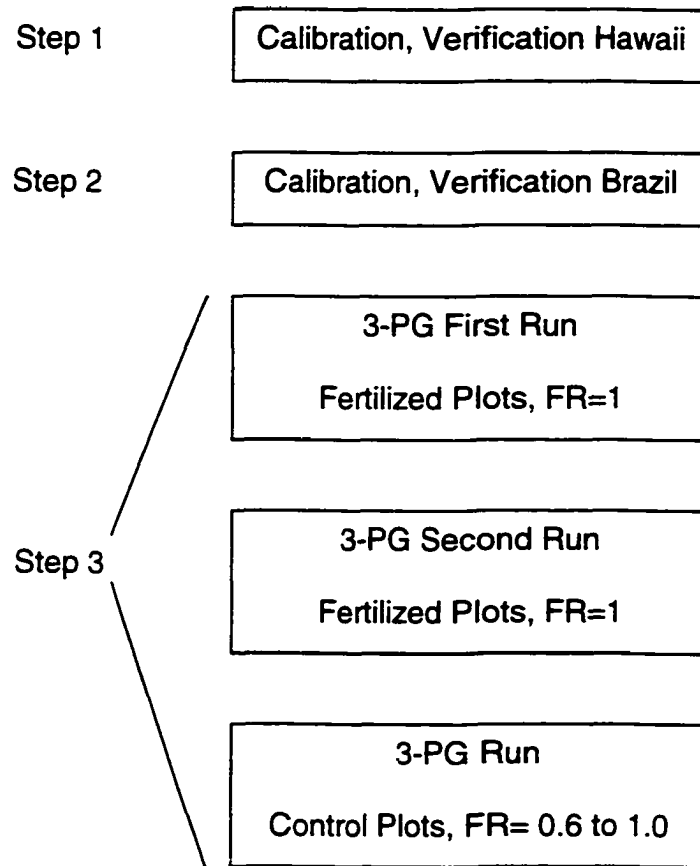 Step 1
Calibration, Verification Hawaii
Step 2
Calibration, Verification Brazil
3-PG First Run
Fertilized Plots, FR=1
Step 3
3-PG Second Run
Fertilized Plots, FR=1
3-PG Run
Control Plots, FR= 0.6 to 1.0